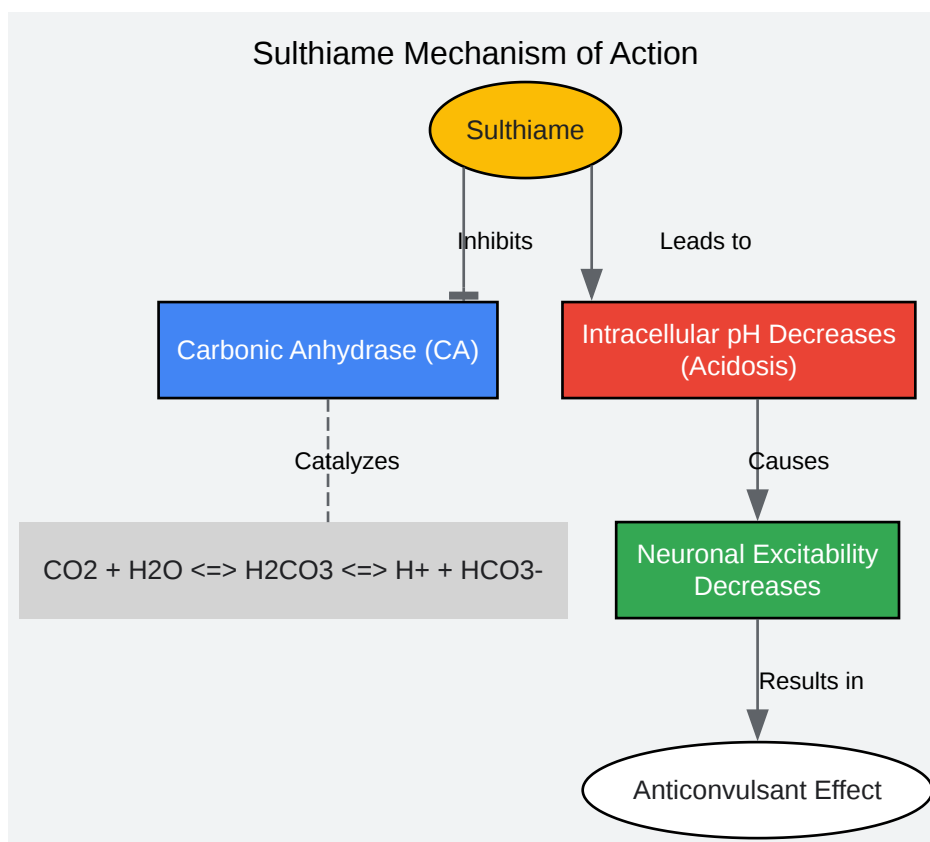 Sulthiame Mechanism of Action
Sulthiame
Inhibits
Leads to
Carbonic Anhydrase (CA)
Intracellular pH Decreases
(Acidosis)
Catalyzes
Causes
CO2 + H2O <=> H2CO3 <=> H+ + HCO3-
Neuronal Excitability
Decreases
Results in
Anticonvulsant Effect